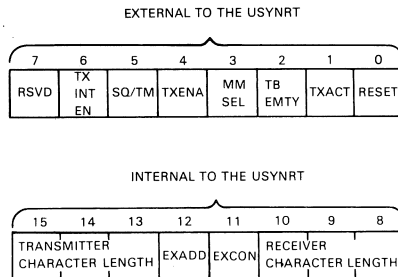 EXTERNAL TO THE USYNRT
7 6 5 4 3 2 1 0
RSVD TX INT EN SQ/TM TXENA MM SEL TB EMTY TXACT RESET
INTERNAL TO THE USYNRT
15 14 13 12 11 10 9 8
TRANSMITTER CHARACTER LENGTH EXADD EXCON RECEIVER CHARACTER LENGTH